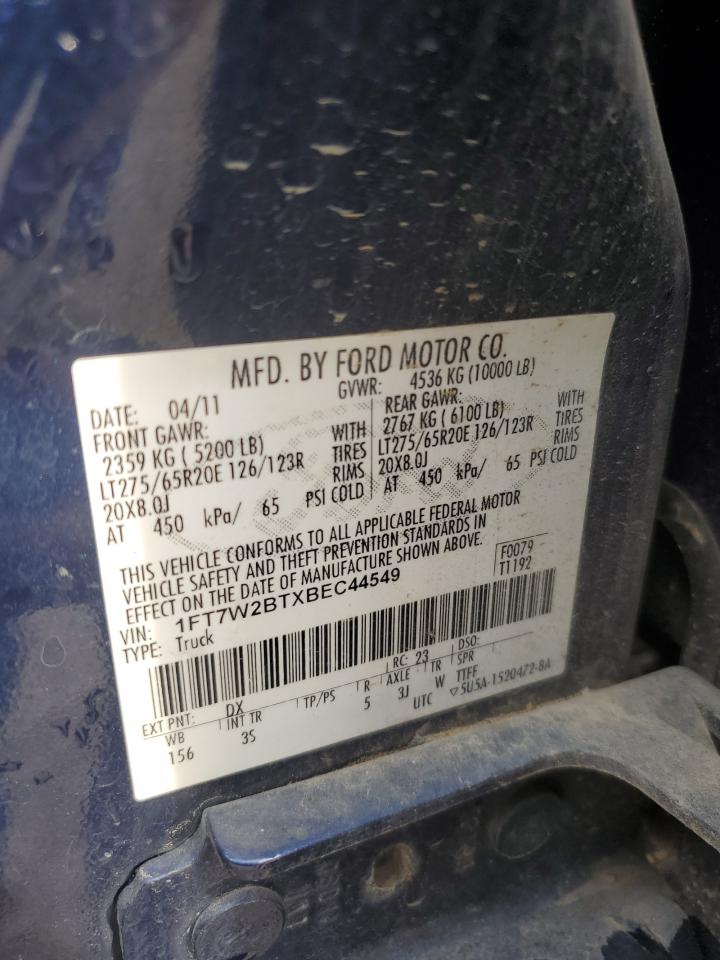 MFD. BY FORD MOTOR CO.
DATE: 04/11 GVWR: 4536 KG (10000 LB)
FRONT GAWR: REAR GAWR:
2359 KG ( 5200 LB) WITH 2767 KG ( 6100 LB) WITH
LT275/65R20E 126/123R TIRES LT275/65R20E 126/123R TIRES
20X8.0J RIMS 20X8.0J RIMS
AT 450 kPa/ 65 PSI COLD AT 450 kPa/ 65 PSI COLD
THIS VEHICLE CONFORMS TO ALL APPLICABLE FEDERAL MOTOR
VEHICLE SAFETY AND THEFT PREVENTION STANDARDS IN
EFFECT ON THE DATE OF MANUFACTURE SHOWN ABOVE.
F0079
T1192
VIN: 1FT7W2BTXBEC44549
TYPE: Truck
EXT PNT: DX RC: 23 DSO:
WB INT TR TP/PS R AXLE TR SPR
156 3S 5 3J W TTFF
UTC ▽5U5A-1520472-BA